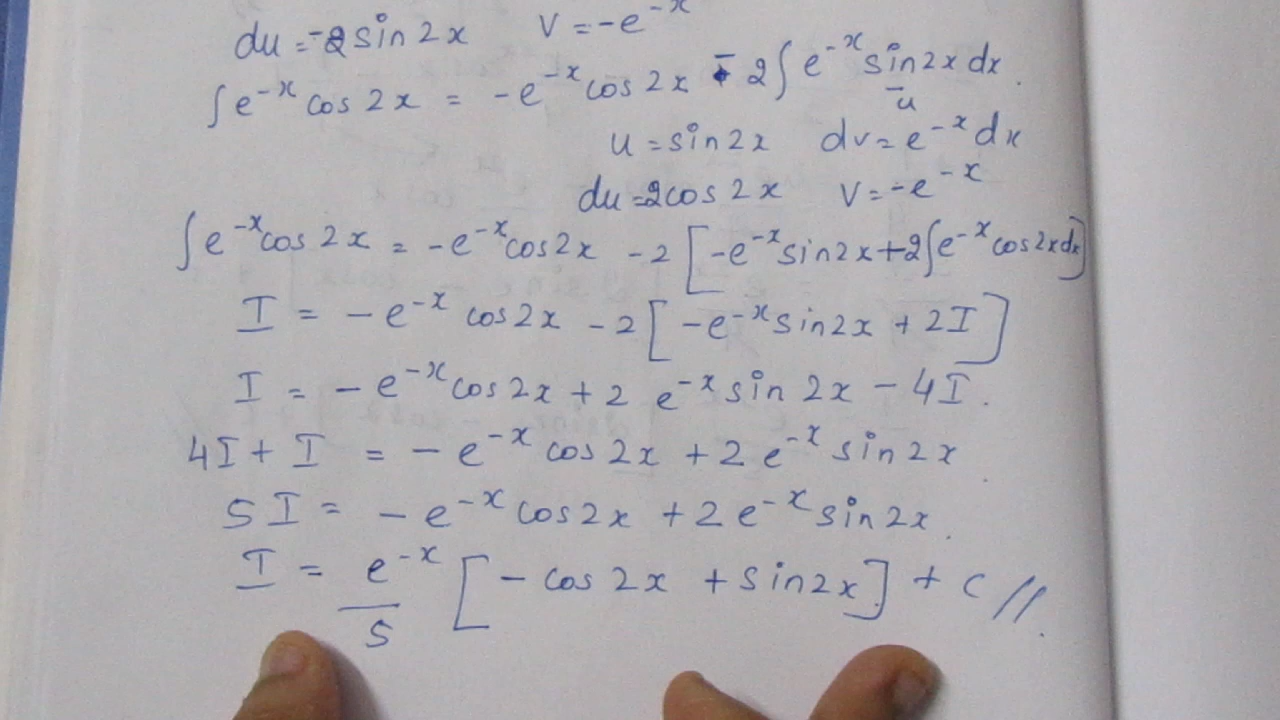 du = -2 sin 2x    v = -e^{-x}
∫ e^{-x} cos 2x = -e^{-x} cos 2x - 2 ∫ e^{-x} sin 2x dx.
u
u = sin 2x    dv = e^{-x} dx
du = 2 cos 2x    v = -e^{-x}
∫ e^{-x} cos 2x = -e^{-x} cos 2x - 2 [ -e^{-x} sin 2x + 2 ∫ e^{-x} cos 2x dx ]
I = -e^{-x} cos 2x - 2 [ -e^{-x} sin 2x + 2I ]
I = -e^{-x} cos 2x + 2 e^{-x} sin 2x - 4I.
4I + I = -e^{-x} cos 2x + 2 e^{-x} sin 2x
5I = -e^{-x} cos 2x + 2 e^{-x} sin 2x.
I = e^{-x}/5 [ - cos 2x + sin 2x ] + c //.